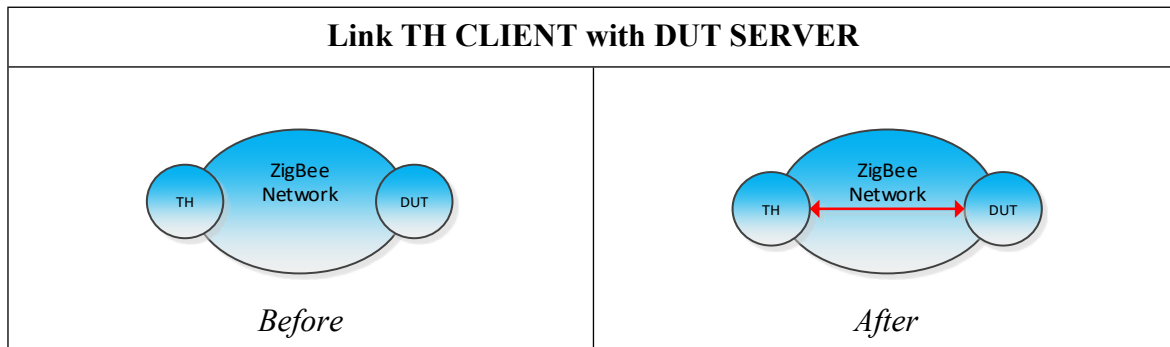 Link TH CLIENT with DUT SERVER
ZigBee
Network
TH
DUT
Before
ZigBee
Network
TH
DUT
After